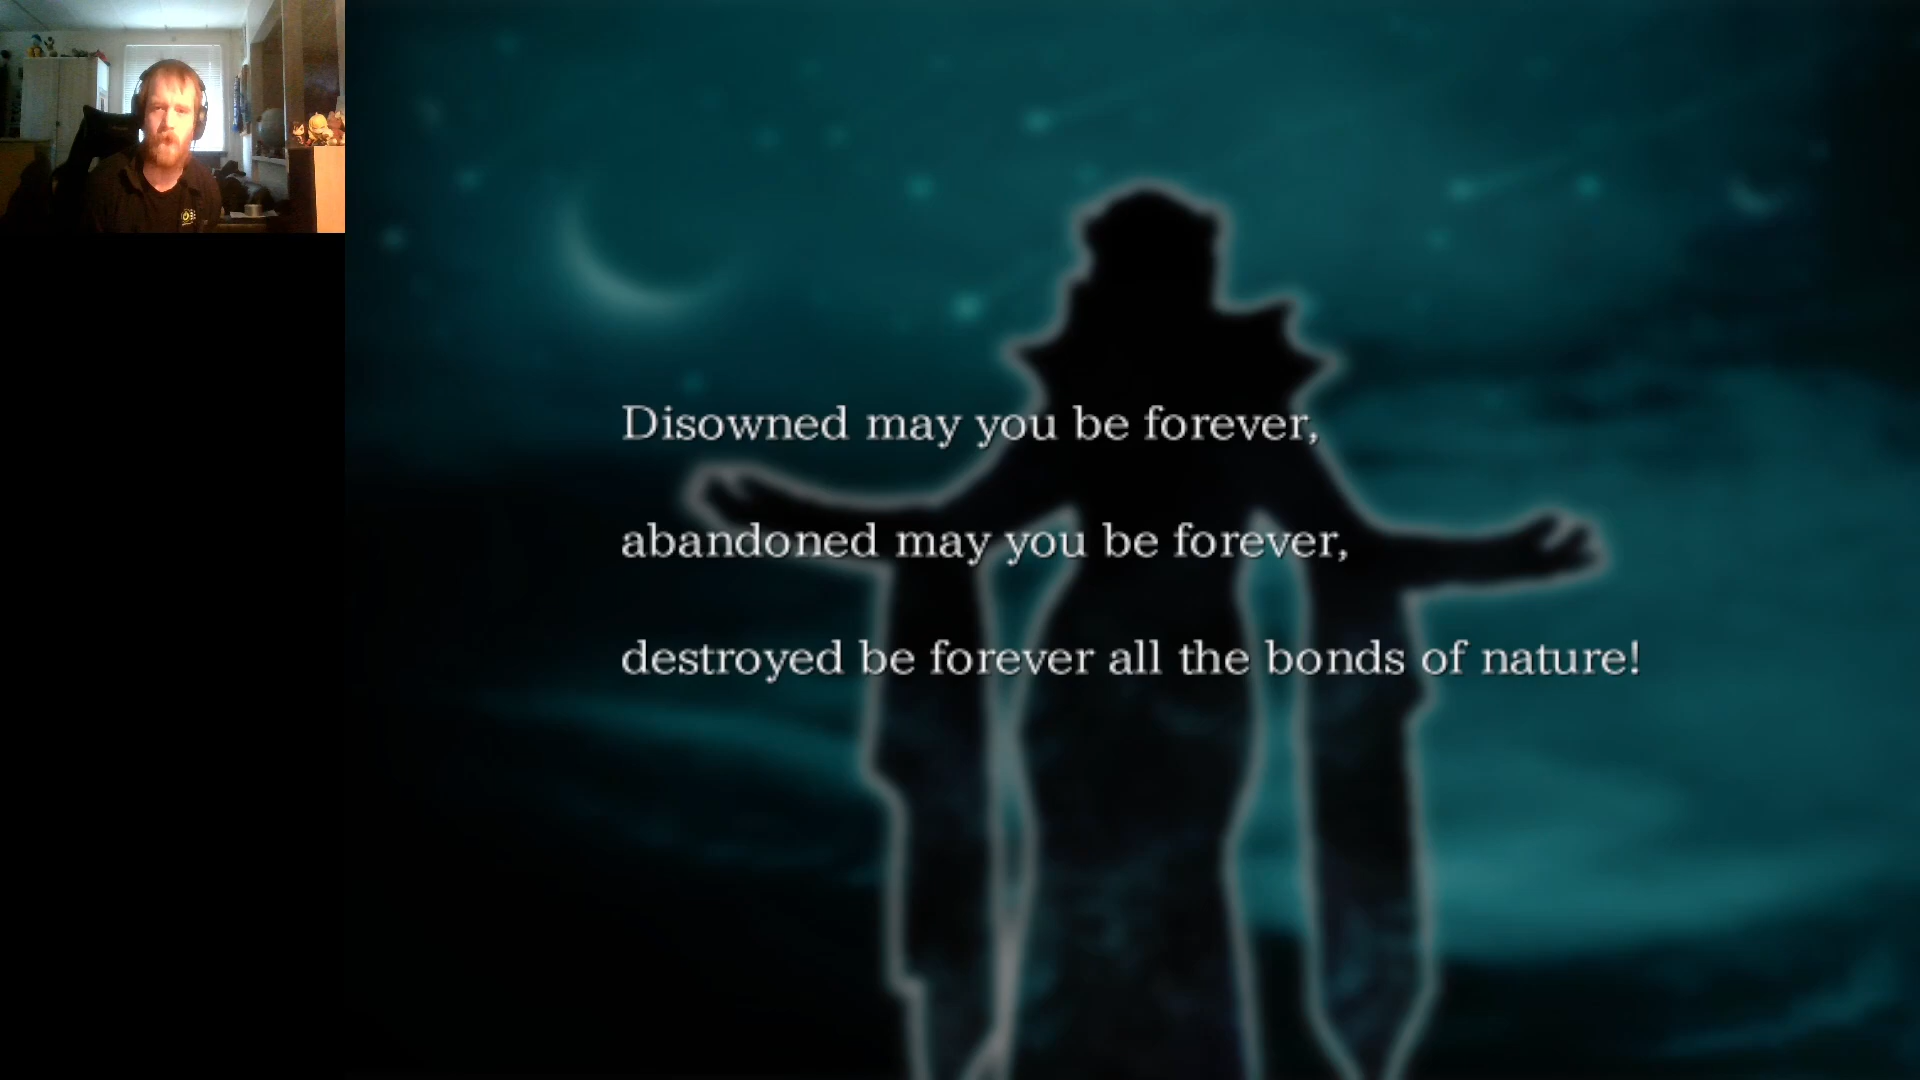 Disowned may you be forever,
abandoned may you be forever,
destroyed be forever all the bonds of nature!